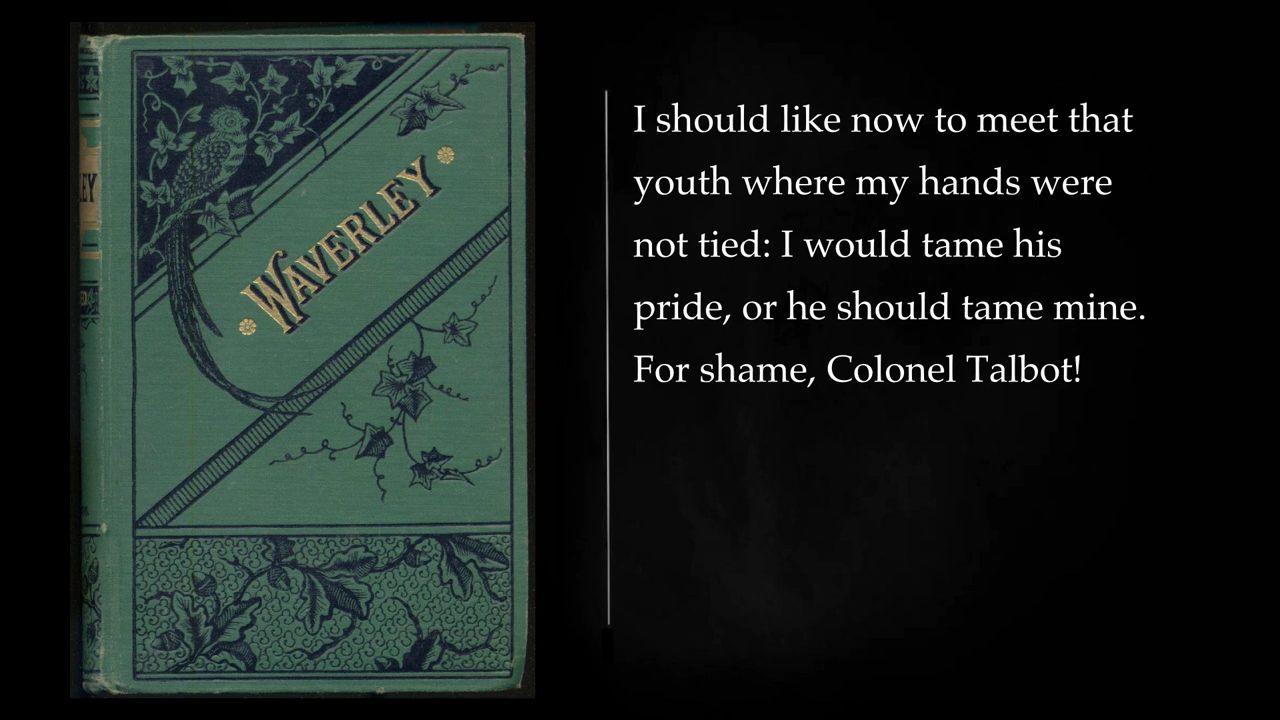 WAVERLEY
EY
I should like now to meet that
youth where my hands were
not tied: I would tame his
pride, or he should tame mine.
For shame, Colonel Talbot!